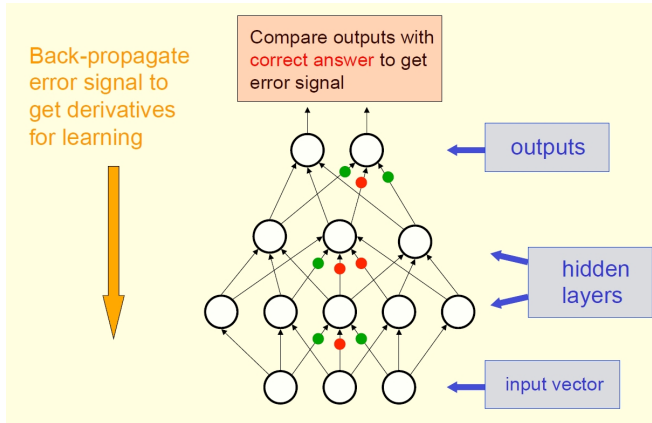 Back-propagate
error signal to
get derivatives
for learning
Compare outputs with
correct answer to get
error signal
outputs
hidden
layers
input vector